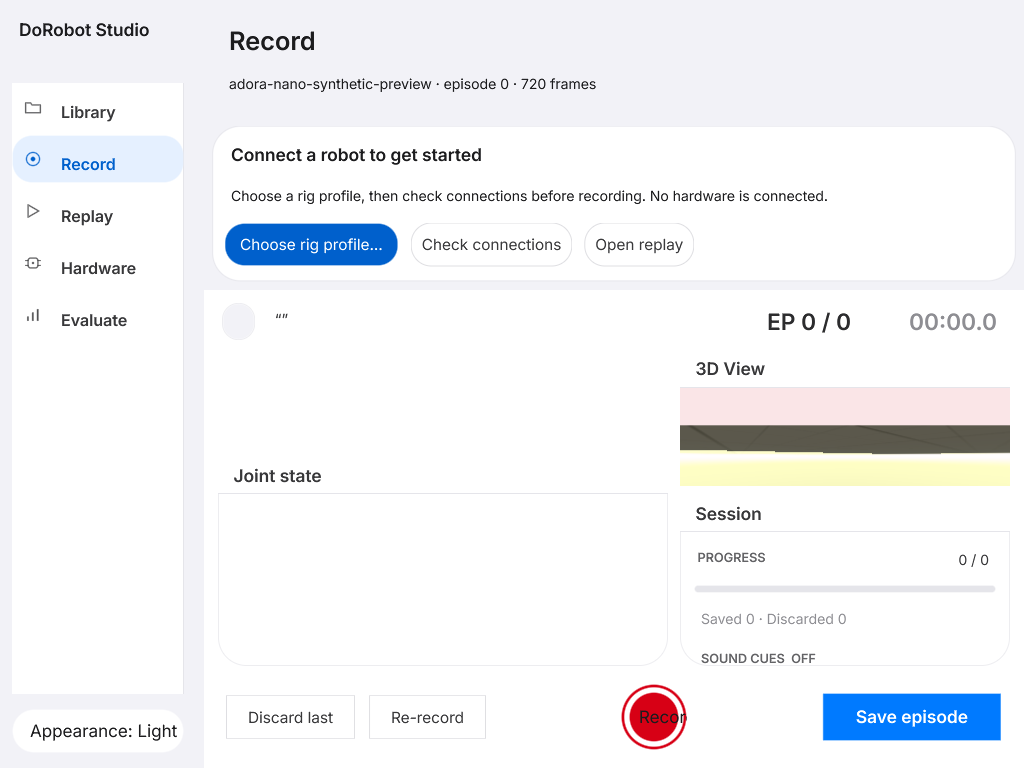 DoRobot Studio
Library
Record
Replay
Hardware
Evaluate
Appearance: Light
Record
adora-nano-synthetic-preview · episode 0 · 720 frames
Connect a robot to get started
Choose a rig profile, then check connections before recording. No hardware is connected.
Choose rig profile...
Check connections
Open replay
“”
EP 0 / 0
00:00.0
3D View
Joint state
Session
PROGRESS
0 / 0
Saved 0 · Discarded 0
SOUND CUES OFF
Discard last
Re-record
Recor
Save episode